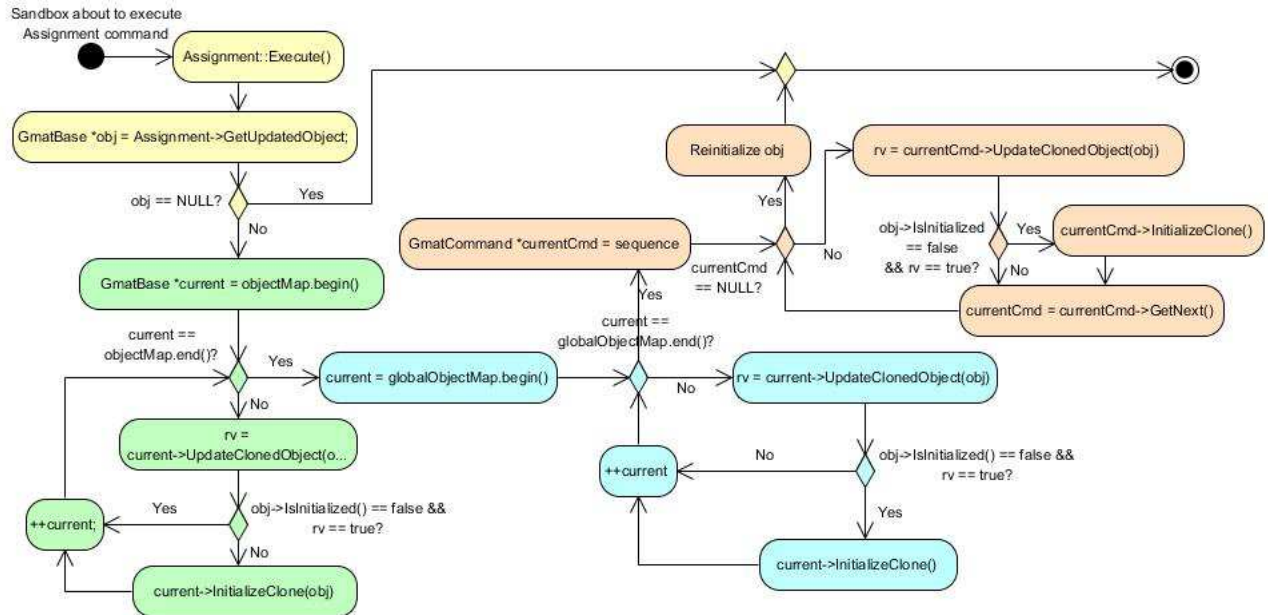 Sandbox about to execute
Assignment command
Assignment::Execute()
GmatBase *obj = Assignment->GetUpdatedObject;
obj == NULL?
Yes
No
GmatBase *current = objectMap.begin()
current ==
objectMap.end()?
Yes
No
rv =
current->UpdateClonedObject(o...
obj->IsInitialized() == false &&
rv == true?
Yes
No
++current;
current->InitializeClone(obj)
current = globalObjectMap.begin()
current ==
globalObjectMap.end()?
Yes
No
rv = current->UpdateClonedObject(obj)
obj->IsInitialized() == false &&
rv == true?
No
Yes
++current
current->InitializeClone()
GmatCommand *currentCmd = sequence
currentCmd
== NULL?
Yes
No
Reinitialize obj
rv = currentCmd->UpdateClonedObject(obj)
obj->IsInitialized
== false
&& rv == true?
Yes
No
currentCmd->InitializeClone()
currentCmd = currentCmd->GetNext()